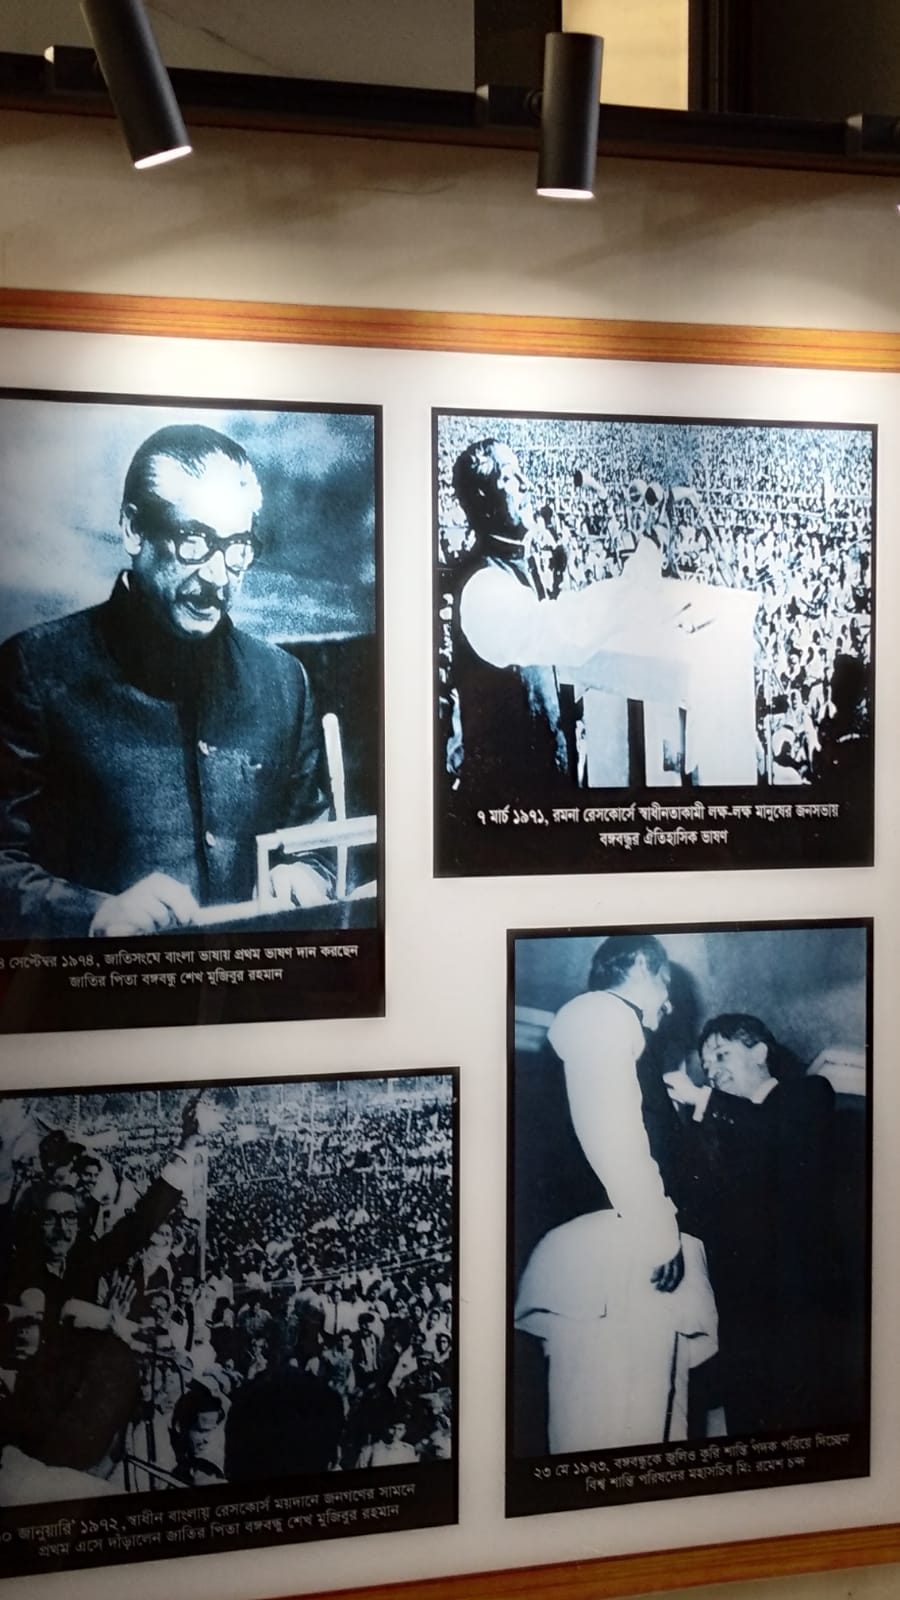 সেপ্টেম্বর ১৯৭৪, জাতিসংঘে বাংলা ভাষায় প্রথম ভাষণ দান করছেন
জাতির পিতা বঙ্গবন্ধু শেখ মুজিবুর রহমান
৭ মার্চ ১৯৭১, রমনা রেসকোর্সে স্বাধীনতাকামী লক্ষ-লক্ষ মানুষের জনসভায়
বঙ্গবন্ধুর ঐতিহাসিক ভাষণ
জানুয়ারি' ১৯৭২, স্বাধীন বাংলায় রেসকোর্স ময়দানে জনগণের সামনে
প্রথম এসে দাঁড়ালেন জাতির পিতা বঙ্গবন্ধু শেখ মুজিবুর রহমান
২৩ মে ১৯৭৩, বঙ্গবন্ধুকে জুলিও কুরি শান্তি পদক পরিয়ে দিচ্ছেন
বিশ্ব শান্তি পরিষদের মহাসচিব মি: রমেশ চন্দ্র